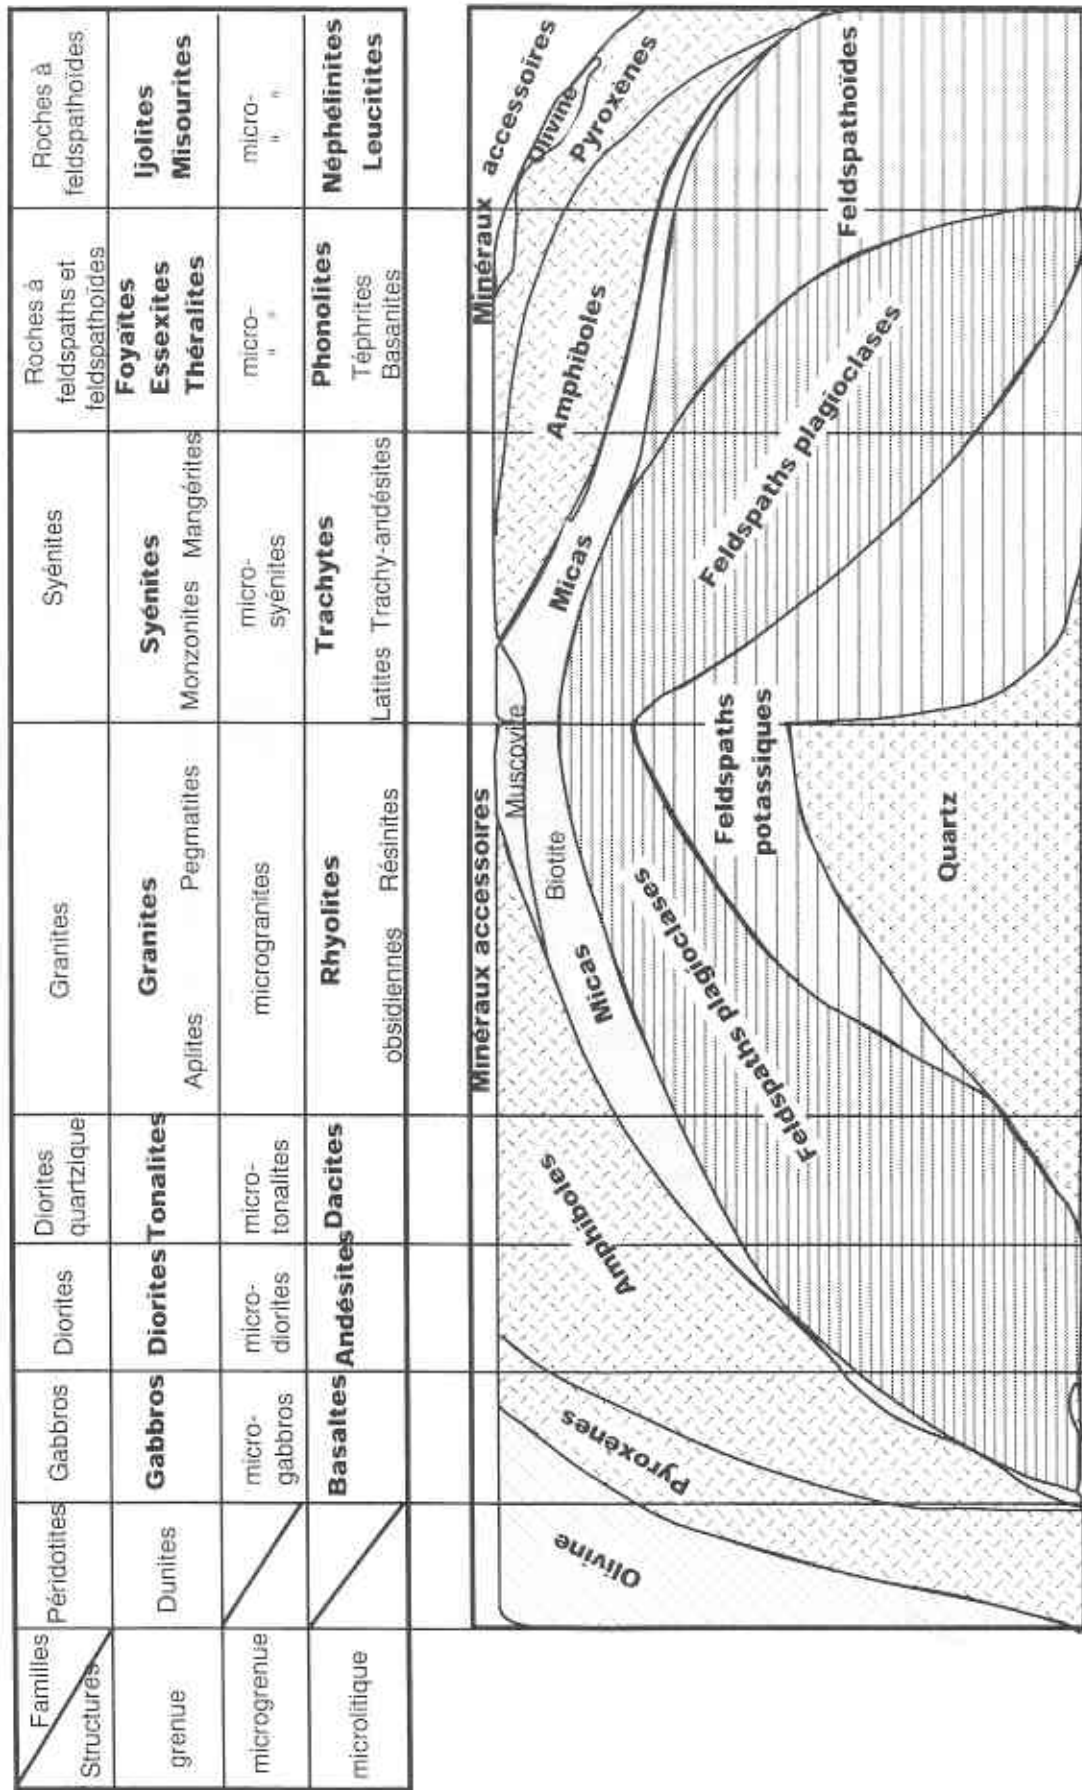 Familles
Structures
Péridotites
Gabbros
Diorites
Diorites
quartzique
Granites
Syénites
Roches à
feldspaths et
feldspathoïdes
Roches à
feldspathoïdes
grenue
Dunites
Gabbros
Diorites
Tonalites
Granites
Aplites
Pegmatites
Syénites
Monzonites
Mangérites
Foyaïtes
Essexites
Théralites
Ijolites
Misourites
microgrenue
micro-
gabbros
micro-
diorites
micro-
tonalites
microgranites
micro-
syénites
micro-
" "
micro-
" "
microlitique
Basaltes
Andésites
Dacites
Rhyolites
obsidiennes
Résinites
Trachytes
Latites
Trachy-andésites
Phonolites
Téphrites
Basanites
Néphélinites
Leucitites
Minéraux accessoires
Minéraux accessoires
Olivine
Pyroxènes
Amphiboles
Micas
Biotite
Muscovite
Feldspaths plagioclases
Feldspaths
potassiques
Quartz
Micas
Amphiboles
Feldspaths plagioclases
Olivine
Pyroxènes
Feldspathoïdes